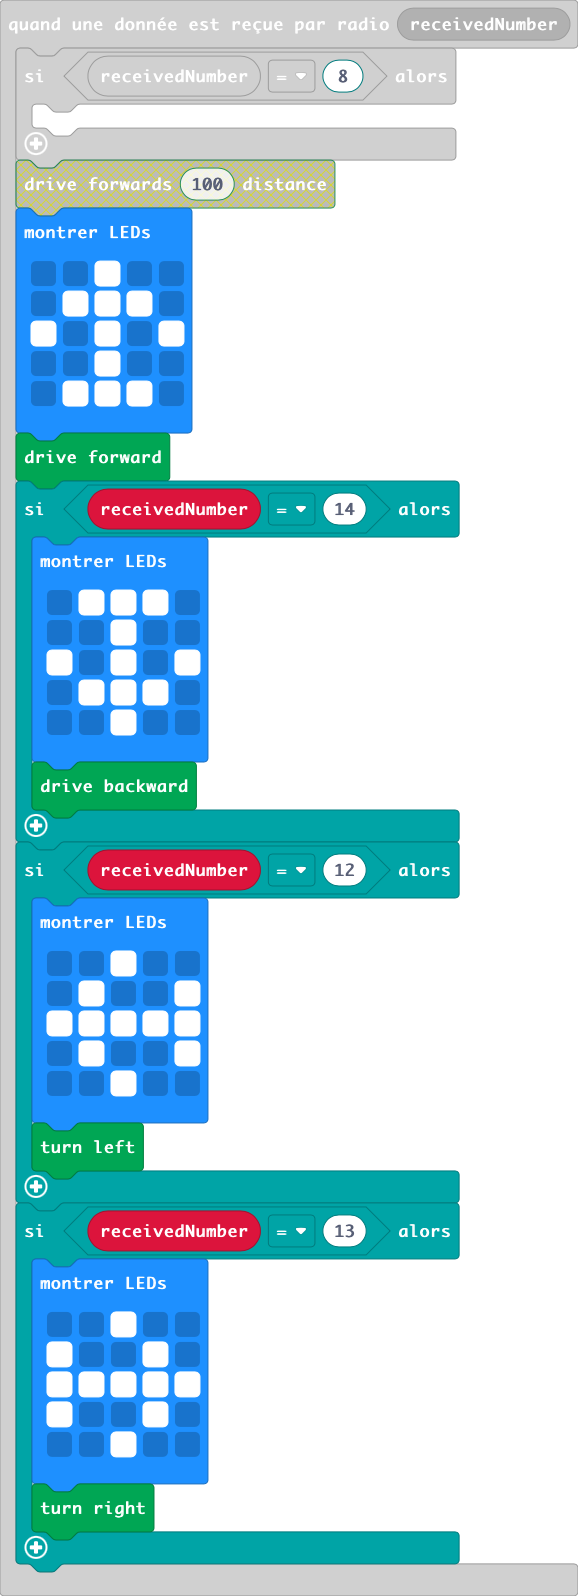 quand une donnée est reçue par radio receivedNumber
si receivedNumber = 8 alors
drive forwards 100 distance
montrer LEDs
drive forward
si receivedNumber = 14 alors
montrer LEDs
drive backward
si receivedNumber = 12 alors
montrer LEDs
turn left
si receivedNumber = 13 alors
montrer LEDs
turn right